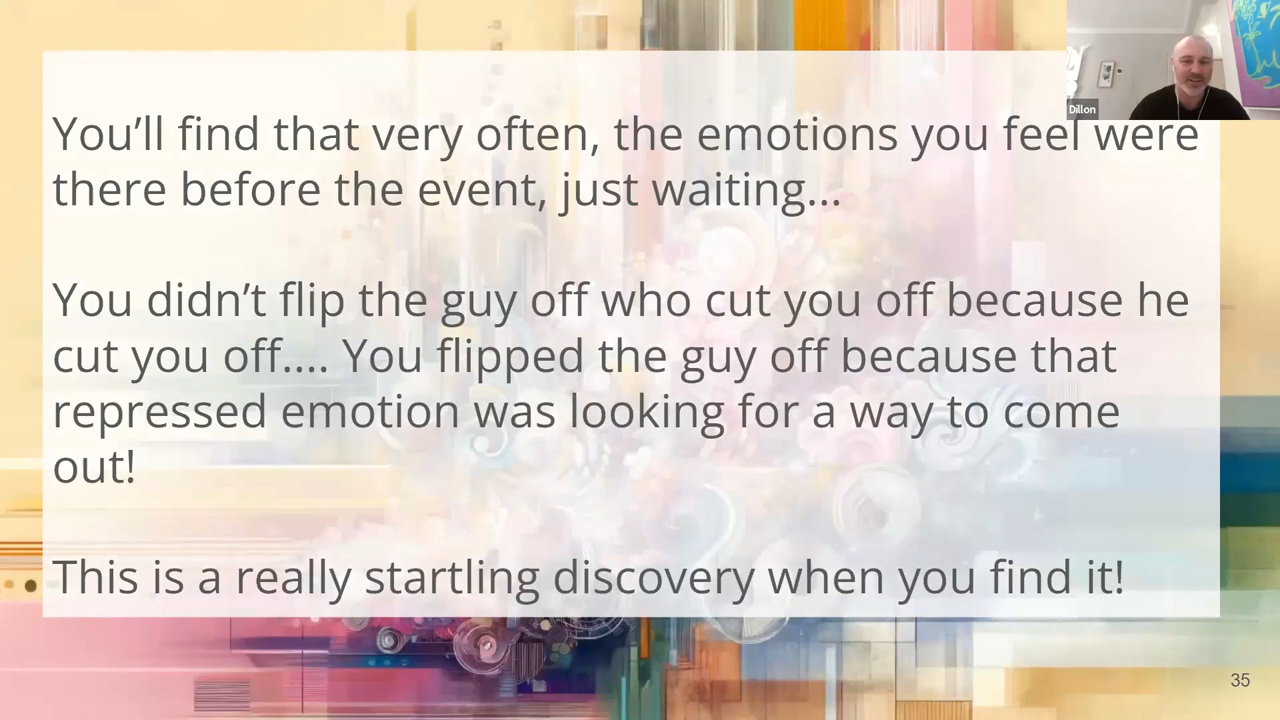 Dillon
You’ll find that very often, the emotions you feel were
there before the event, just waiting...
You didn’t flip the guy off who cut you off because he
cut you off.... You flipped the guy off because that
repressed emotion was looking for a way to come
out!
This is a really startling discovery when you find it!
35